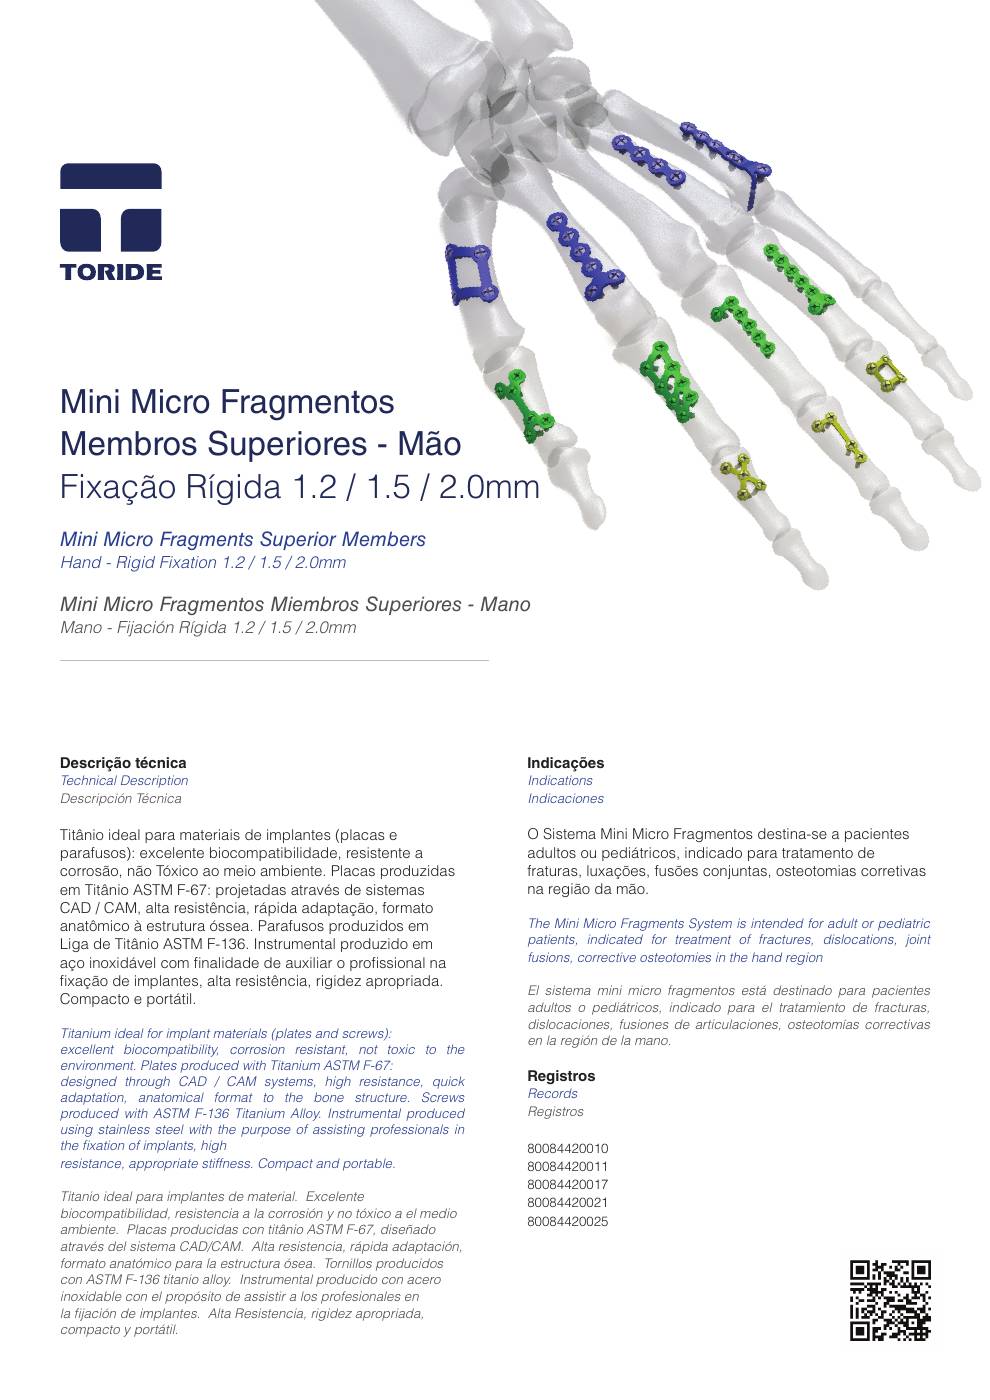 TORIDE
Mini Micro Fragmentos
Membros Superiores - Mão
Fixação Rígida 1.2 / 1.5 / 2.0mm
Mini Micro Fragments Superior Members
Hand - Rigid Fixation 1.2 / 1.5 / 2.0mm
Mini Micro Fragmentos Miembros Superiores - Mano
Mano - Fijación Rígida 1.2 / 1.5 / 2.0mm
Descrição técnica
Technical Description
Descripción Técnica
Titânio ideal para materiais de implantes (placas e
parafusos): excelente biocompatibilidade, resistente a
corrosão, não Tóxico ao meio ambiente. Placas produzidas
em Titânio ASTM F-67: projetadas através de sistemas
CAD / CAM, alta resistência, rápida adaptação, formato
anatômico à estrutura óssea. Parafusos produzidos em
Liga de Titânio ASTM F-136. Instrumental produzido em
aço inoxidável com finalidade de auxiliar o profissional na
fixação de implantes, alta resistência, rigidez apropriada.
Compacto e portátil.
Titanium ideal for implant materials (plates and screws):
excellent biocompatibility, corrosion resistant, not toxic to the
environment. Plates produced with Titanium ASTM F-67:
designed through CAD / CAM systems, high resistance, quick
adaptation, anatomical format to the bone structure. Screws
produced with ASTM F-136 Titanium Alloy. Instrumental produced
using stainless steel with the purpose of assisting professionals in
the fixation of implants, high
resistance, appropriate stiffness. Compact and portable.
Titanio ideal para implantes de material. Excelente
biocompatibilidad, resistencia a la corrosión y no tóxico a el medio
ambiente. Placas producidas con titânio ASTM F-67, diseñado
através del sistema CAD/CAM. Alta resistencia, rápida adaptación,
formato anatómico para la estructura ósea. Tornillos producidos
con ASTM F-136 titanio alloy. Instrumental producido con acero
inoxidable con el propósito de assistir a los profesionales en
la fijación de implantes. Alta Resistencia, rigidez apropriada,
compacto y portátil.
Indicações
Indications
Indicaciones
O Sistema Mini Micro Fragmentos destina-se a pacientes
adultos ou pediátricos, indicado para tratamento de
fraturas, luxações, fusões conjuntas, osteotomias corretivas
na região da mão.
The Mini Micro Fragments System is intended for adult or pediatric
patients, indicated for treatment of fractures, dislocations, joint
fusions, corrective osteotomies in the hand region
El sistema mini micro fragmentos está destinado para pacientes
adultos o pediátricos, indicado para el tratamiento de fracturas,
dislocaciones, fusiones de articulaciones, osteotomías correctivas
en la región de la mano.
Registros
Records
Registros
80084420010
80084420011
80084420017
80084420021
80084420025